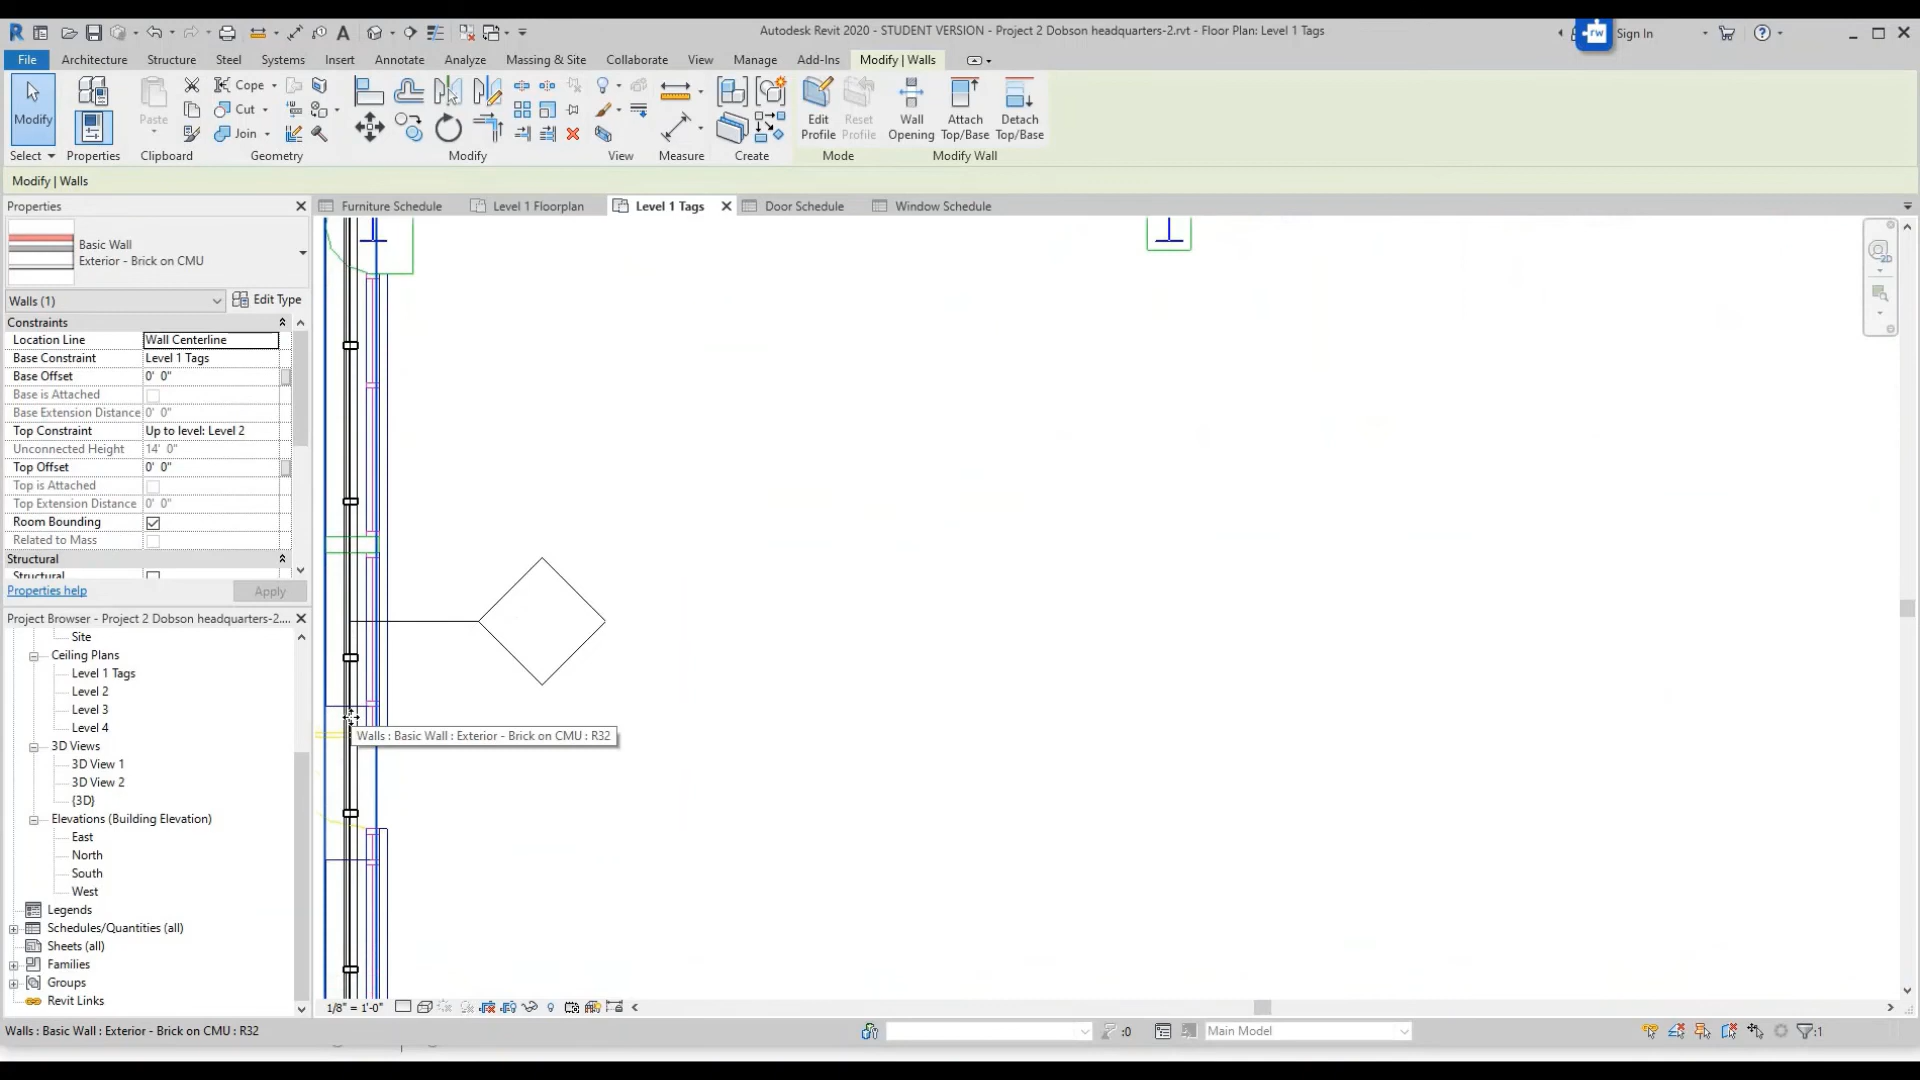 Autodesk Revit 2020 - STUDENT VERSION - Project 2 Dobson headquarters-2.rvt - Floor Plan: Level 1 Tags
rw
Sign In
File Architecture Structure Steel Systems Insert Annotate Analyze Massing & Site Collaborate View Manage Add-Ins Modify | Walls
Modify
Paste
Cope
Cut
Join
Edit Profile
Reset Profile
Wall Opening
Attach Top/Base
Detach Top/Base
Select Properties Clipboard Geometry Modify View Measure Create Mode Modify Wall
Modify | Walls
Properties
Furniture Schedule
Level 1 Floorplan
Level 1 Tags
Door Schedule
Window Schedule
Basic Wall
Exterior - Brick on CMU
Walls (1)
Edit Type
Constraints
Location Line Wall Centerline
Base Constraint Level 1 Tags
Base Offset 0' 0"
Base is Attached
Base Extension Distance 0' 0"
Top Constraint Up to level: Level 2
Unconnected Height 14' 0"
Top Offset 0' 0"
Top is Attached
Top Extension Distance 0' 0"
Room Bounding
Related to Mass
Structural
Structural
Properties help
Apply
Project Browser - Project 2 Dobson headquarters-2....
Site
Ceiling Plans
Level 1 Tags
Level 2
Level 3
Level 4
3D Views
3D View 1
3D View 2
{3D}
Elevations (Building Elevation)
East
North
South
West
Legends
Schedules/Quantities (all)
Sheets (all)
Families
Groups
Revit Links
Walls : Basic Wall : Exterior - Brick on CMU : R32
1/8" = 1'-0"
Walls : Basic Wall : Exterior - Brick on CMU : R32
:0
Main Model
:1
2D